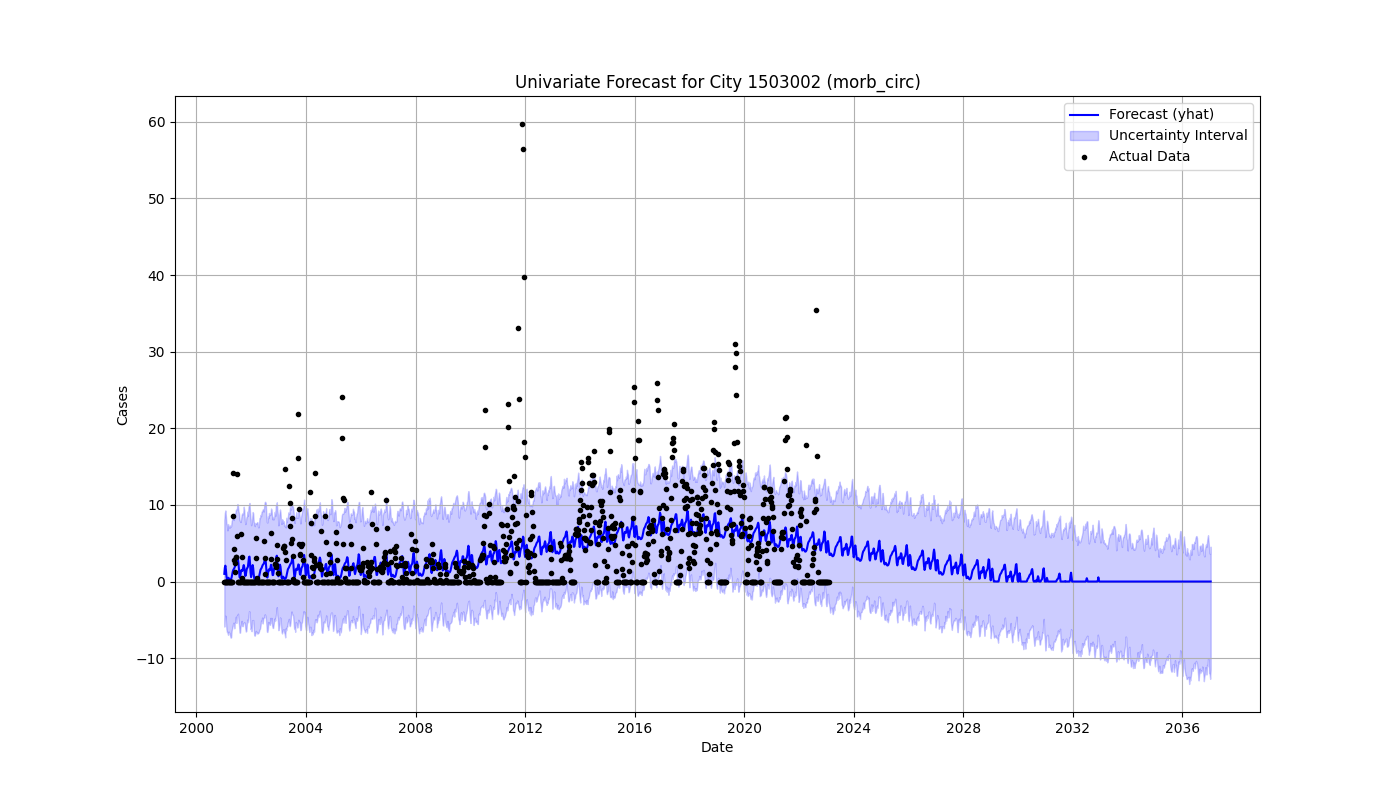 Univariate Forecast for City 1503002 (morb_circ)
Forecast (yhat)
Uncertainty Interval
Actual Data
Cases
60
50
40
30
20
10
0
−10
2000 2004 2008 2012 2016 2020 2024 2028 2032 2036
Date